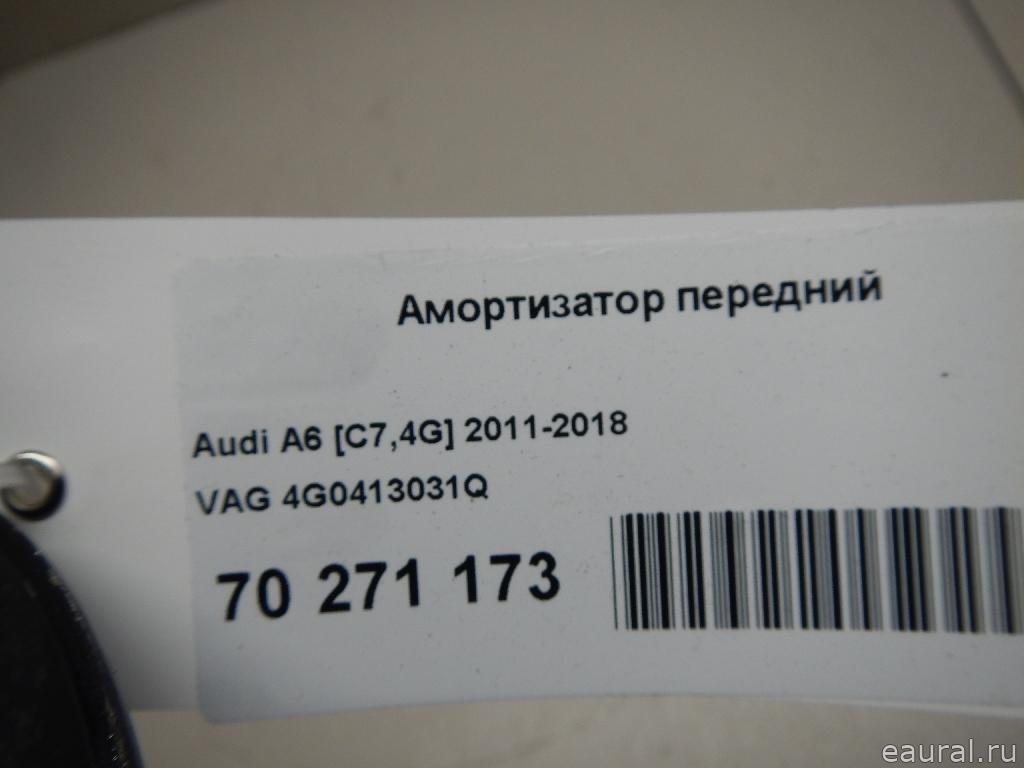 Амортизатор передний
Audi A6 [C7,4G] 2011-2018
VAG 4G0413031Q
70 271 173
eaural.ru